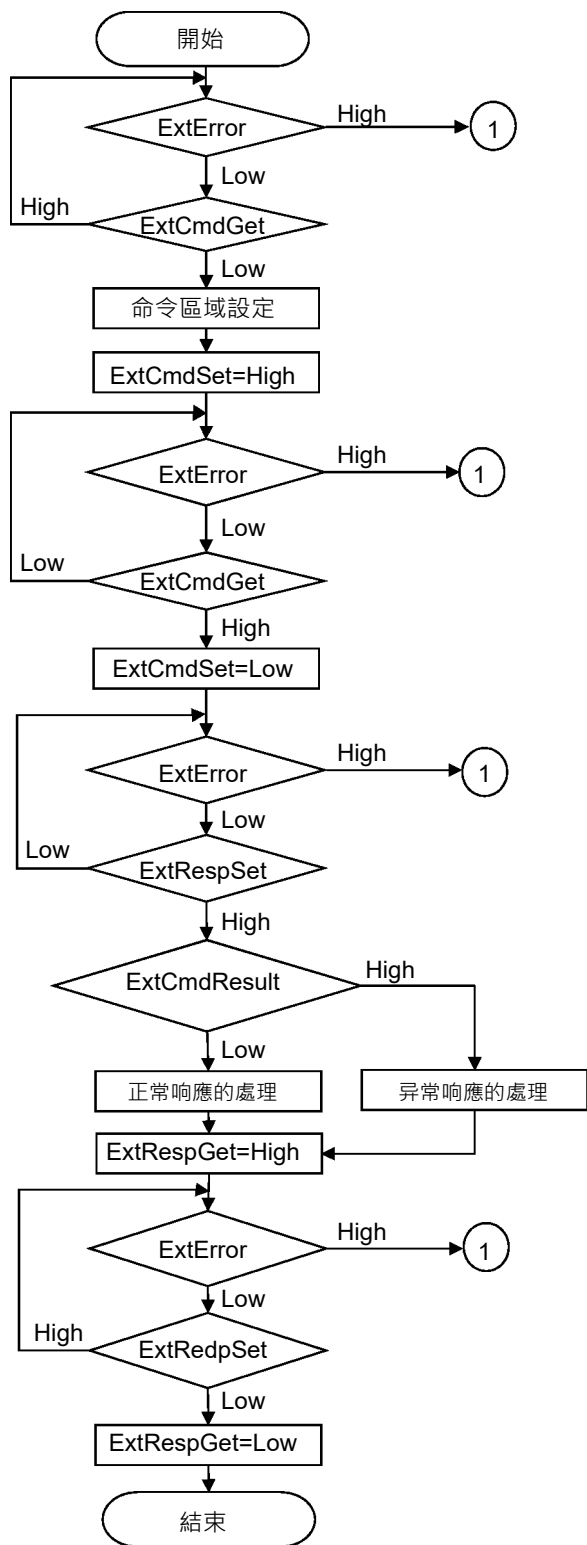 開始
ExtError
High
1
Low
High
ExtCmdGet
Low
命令區域設定
ExtCmdSet=High
ExtError
High
1
Low
Low
ExtCmdGet
High
ExtCmdSet=Low
ExtError
High
1
Low
Low
ExtRespSet
High
ExtCmdResult
High
Low
正常响應的處理
异常响應的處理
ExtRespGet=High
ExtError
High
1
Low
High
ExtRedpSet
Low
ExtRespGet=Low
結束